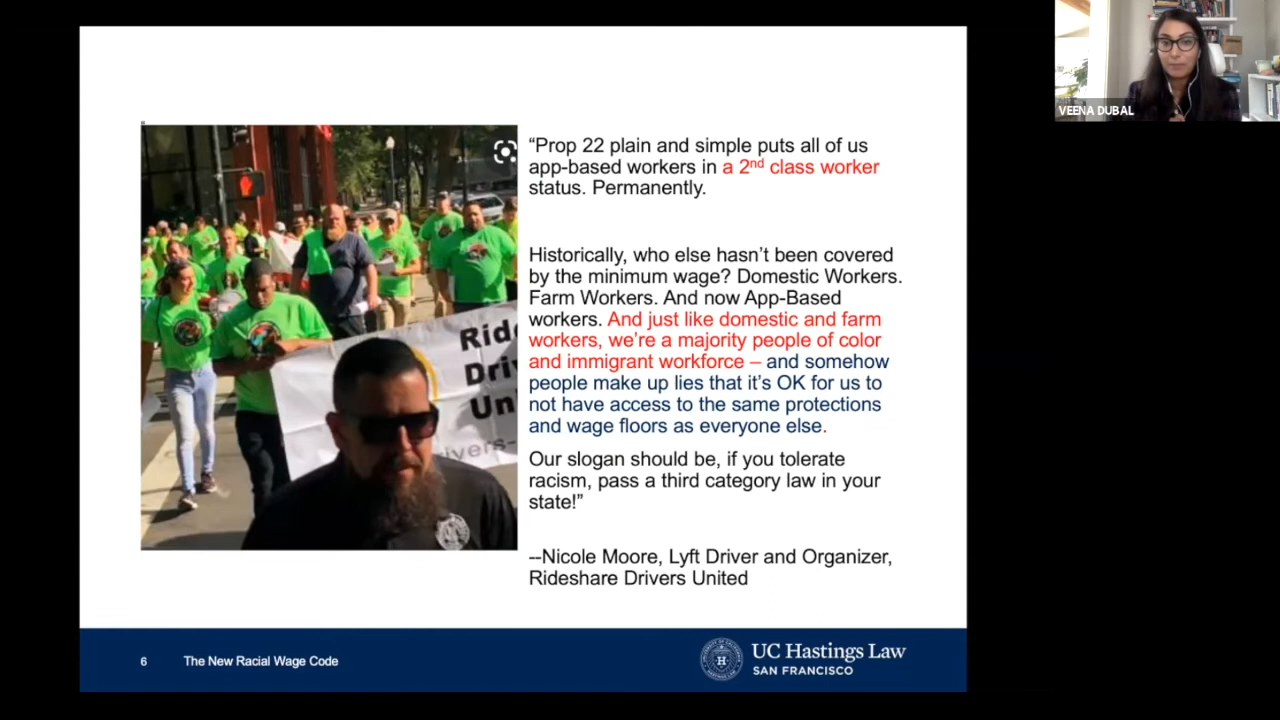 VEENA DUBAL
“Prop 22 plain and simple puts all of us
app-based workers in a 2nd class worker
status. Permanently.
Historically, who else hasn’t been covered
by the minimum wage? Domestic Workers.
Farm Workers. And now App-Based
workers. And just like domestic and farm
workers, we’re a majority people of color
and immigrant workforce – and somehow
people make up lies that it’s OK for us to
not have access to the same protections
and wage floors as everyone else.
Our slogan should be, if you tolerate
racism, pass a third category law in your
state!”
--Nicole Moore, Lyft Driver and Organizer,
Rideshare Drivers United
Rid
Dri
Un
6 The New Racial Wage Code
UC Hastings Law
SAN FRANCISCO